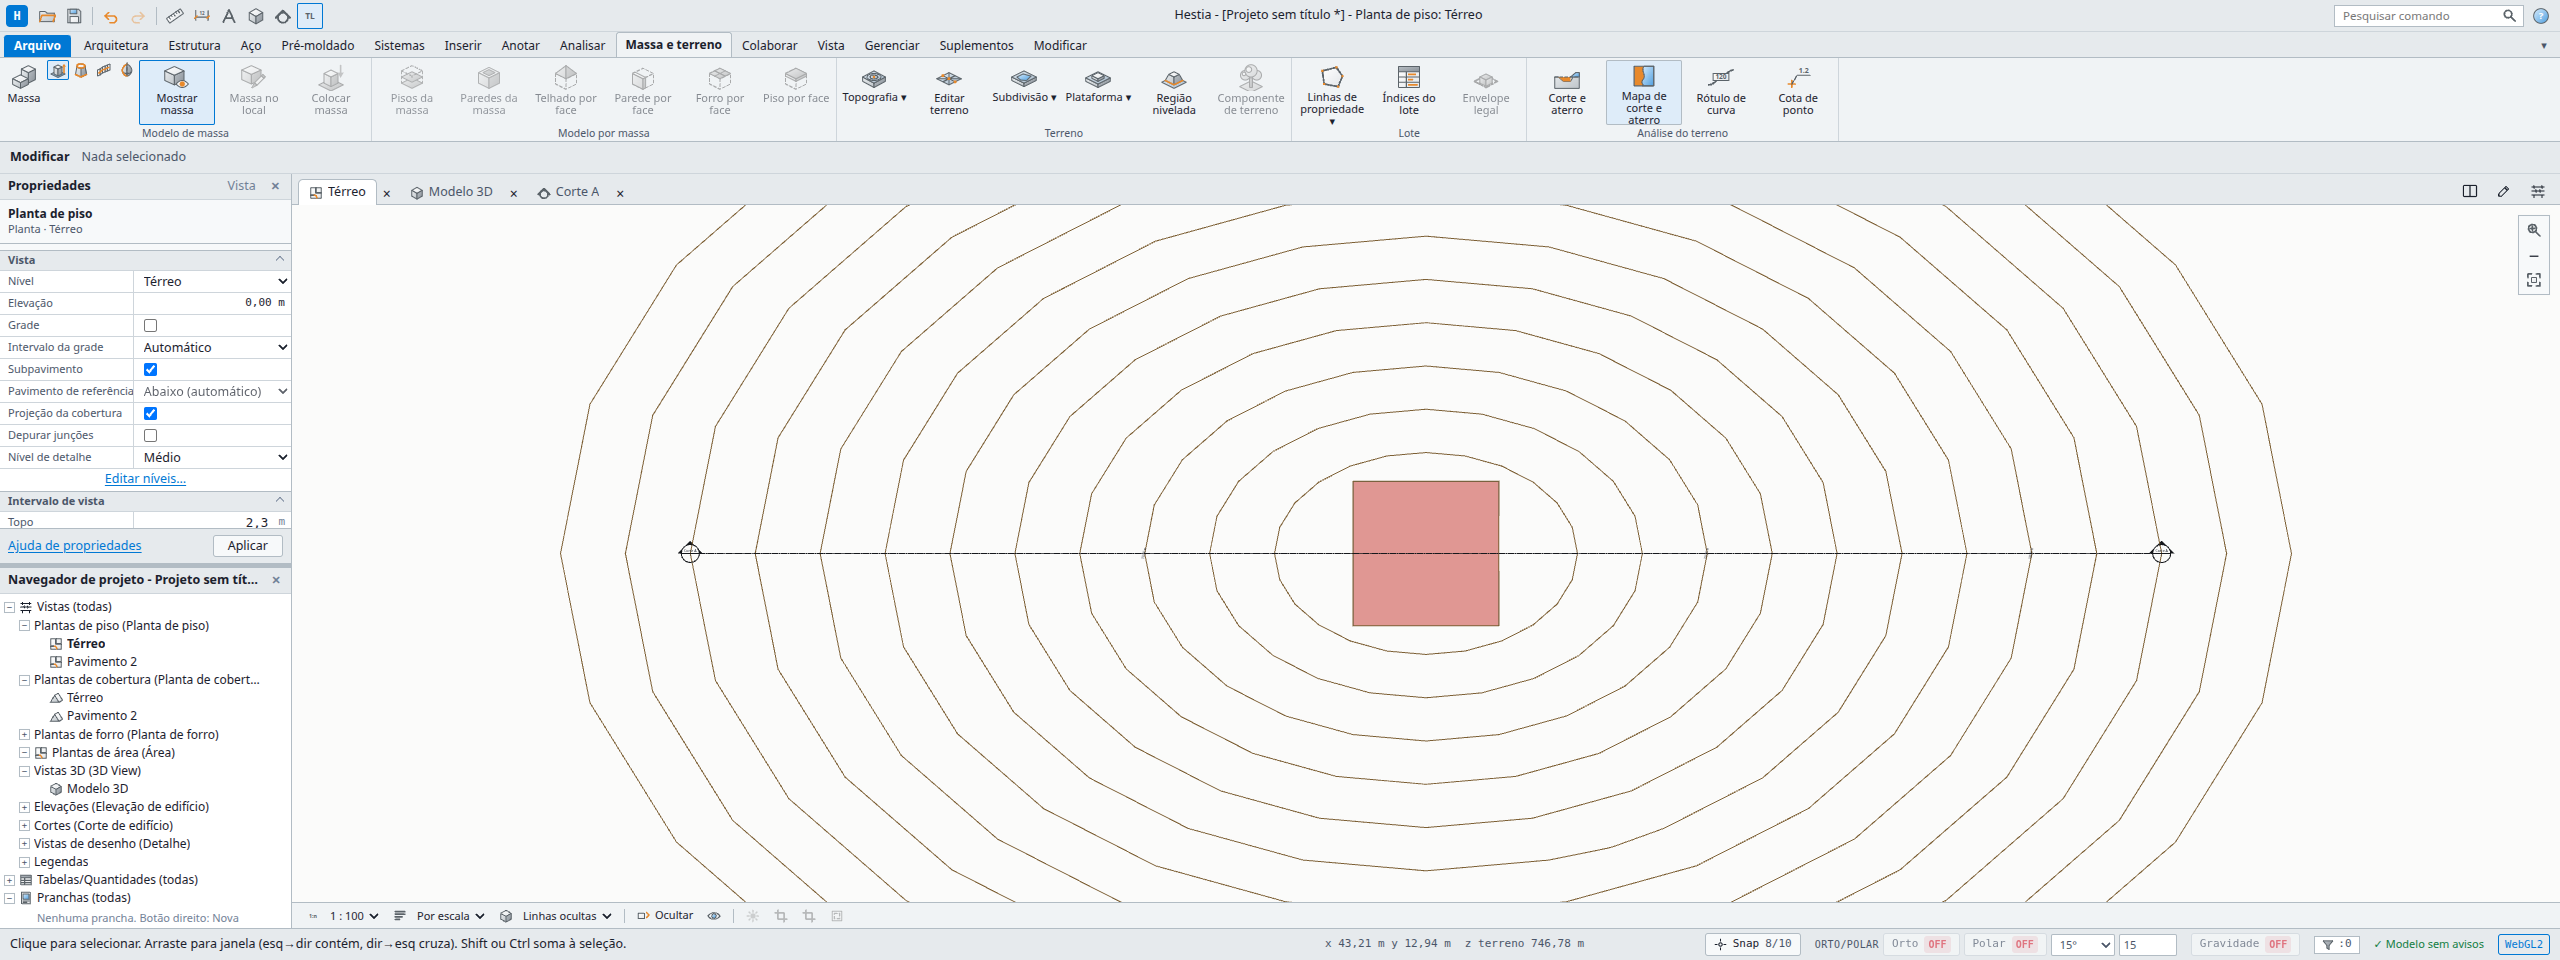 H TL Hestia - [Projeto sem título *] - Planta de piso: Térreo Pesquisar comando ?
Arquivo Arquitetura Estrutura Aço Pré-moldado Sistemas Inserir Anotar Analisar Massa e terreno Colaborar Vista Gerenciar Suplementos Modificar
Massa Mostrar massa Massa no local Colocar massa
Modelo de massa
Pisos da massa Paredes da massa Telhado por face Parede por face Forro por face Piso por face
Modelo por massa
Topografia ▾ Editar terreno Subdivisão ▾ Plataforma ▾ Região nivelada Componente de terreno
Terreno
Linhas de propriedade ▾ Índices do lote Envelope legal
Lote
Corte e aterro Mapa de corte e aterro Rótulo de curva Cota de ponto
Análise do terreno
Modificar Nada selecionado
Propriedades Vista ×
Planta de piso
Planta · Térreo
Vista
Nível Térreo
Elevação 0,00 m
Grade
Intervalo da grade Automático
Subpavimento
Pavimento de referência Abaixo (automático)
Projeção da cobertura
Depurar junções
Nível de detalhe Médio
Editar níveis...
Intervalo de vista
Topo 2,3 m
Ajuda de propriedades Aplicar
Navegador de projeto - Projeto sem tít... ×
Vistas (todas)
Plantas de piso (Planta de piso)
Térreo
Pavimento 2
Plantas de cobertura (Planta de cobert...
Térreo
Pavimento 2
Plantas de forro (Planta de forro)
Plantas de área (Área)
Vistas 3D (3D View)
Modelo 3D
Elevações (Elevação de edifício)
Cortes (Corte de edifício)
Vistas de desenho (Detalhe)
Legendas
Tabelas/Quantidades (todas)
Pranchas (todas)
Nenhuma prancha. Botão direito: Nova
Térreo × Modelo 3D × Corte A ×
1 : 100 Por escala Linhas ocultas Ocultar
Clique para selecionar. Arraste para janela (esq→dir contém, dir→esq cruza). Shift ou Ctrl soma à seleção. x 43,21 m y 12,94 m z terreno 746,78 m Snap 8/10 ORTO/POLAR Orto OFF Polar OFF 15° 15 Gravidade OFF :0 ✓ Modelo sem avisos WebGL2